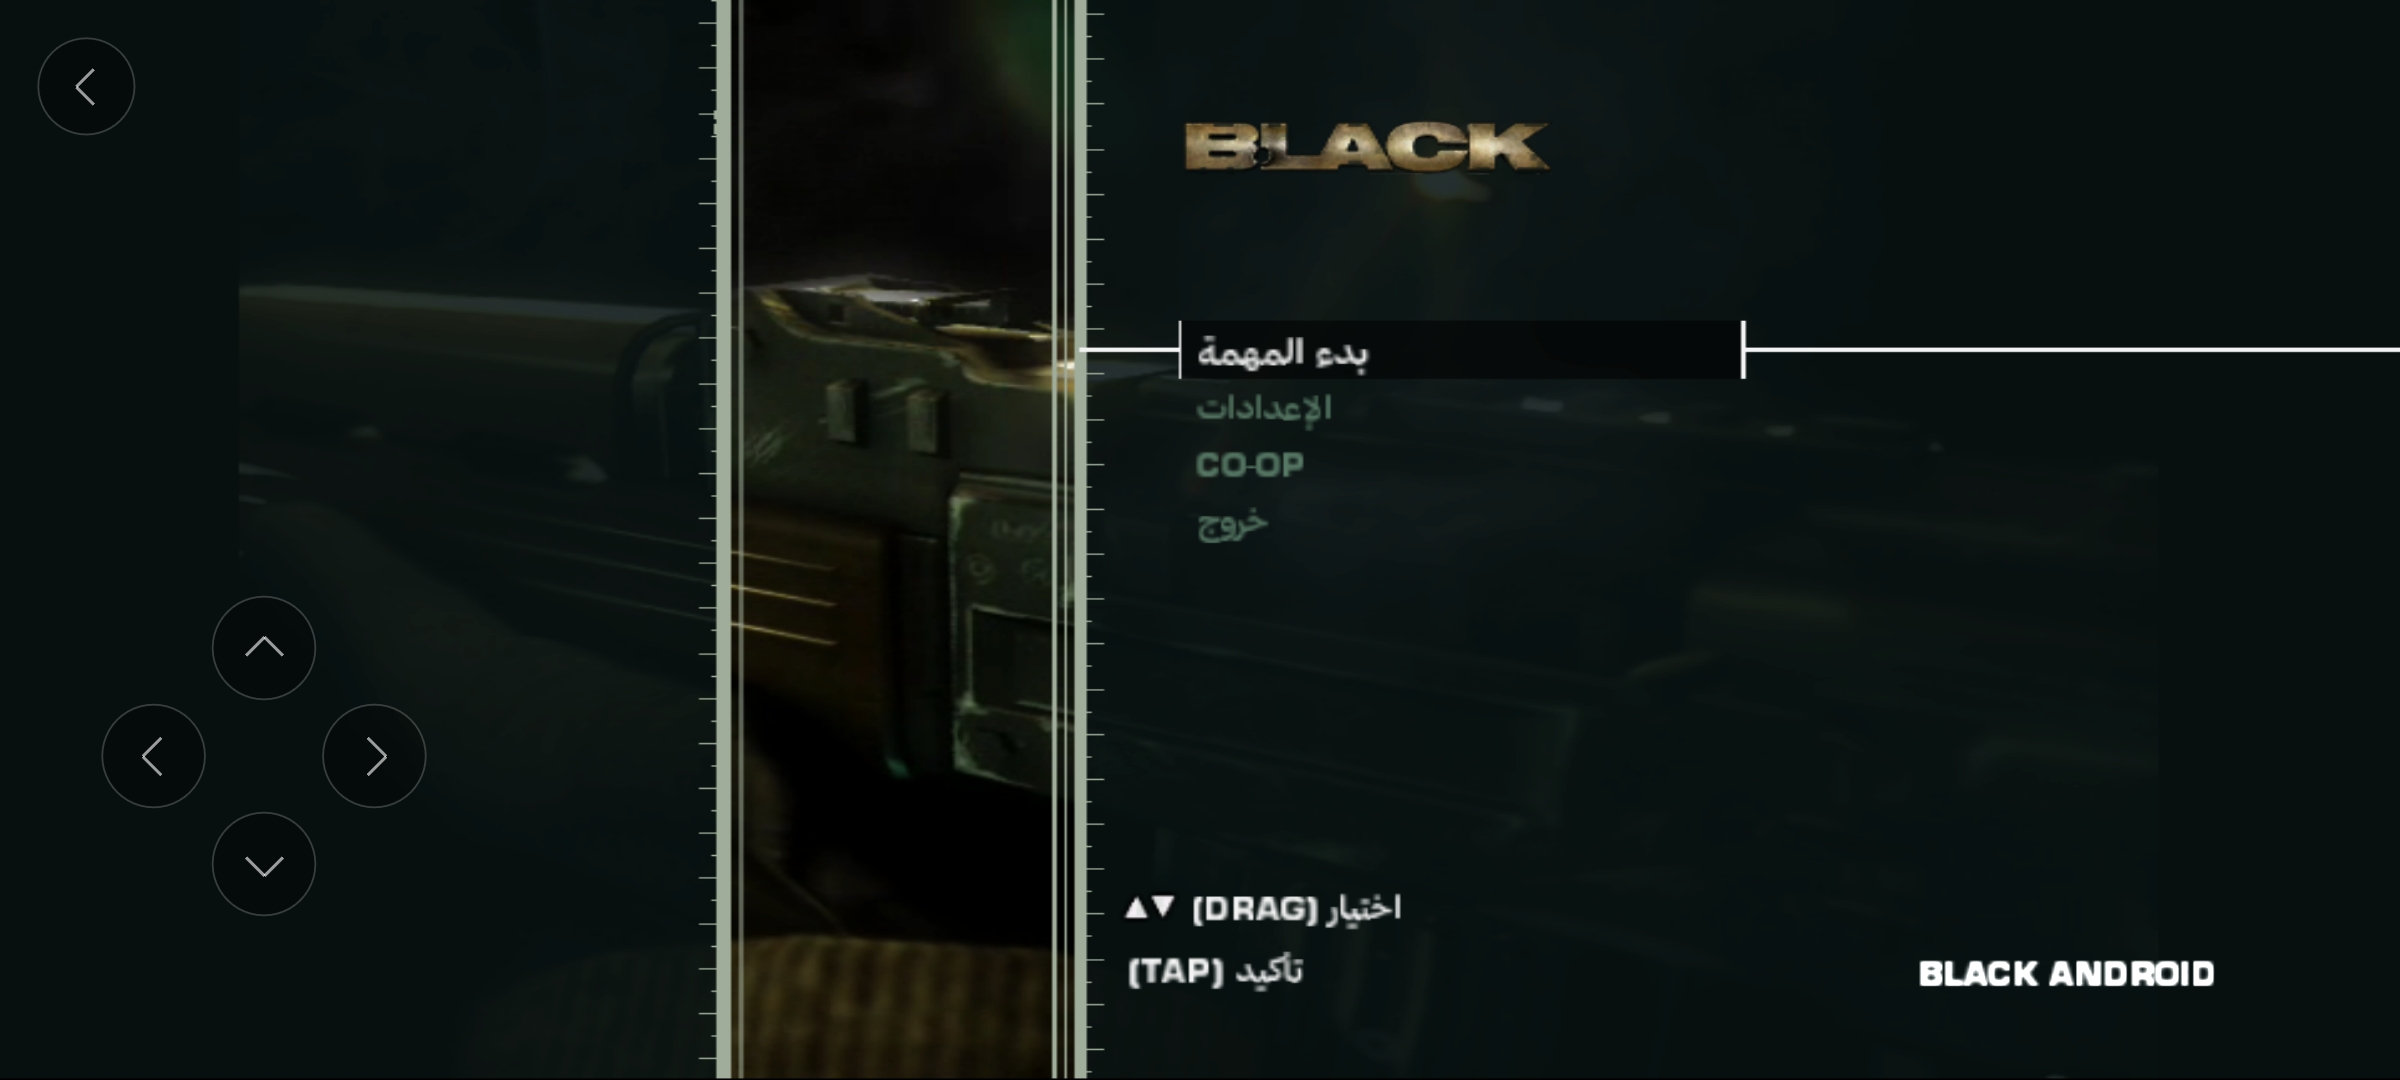 BLACK
بدء المهمة
الإعدادات
CO-OP
خروج
▲▼ (DRAG) اختيار
(TAP) تأكيد
BLACK ANDROID